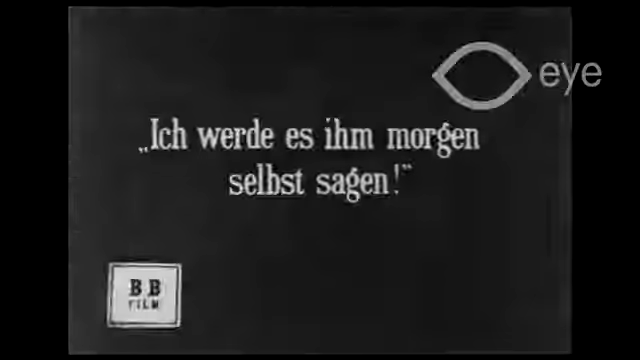 eye
„Ich werde es ihm morgen
selbst sagen!“
B.B
FILM